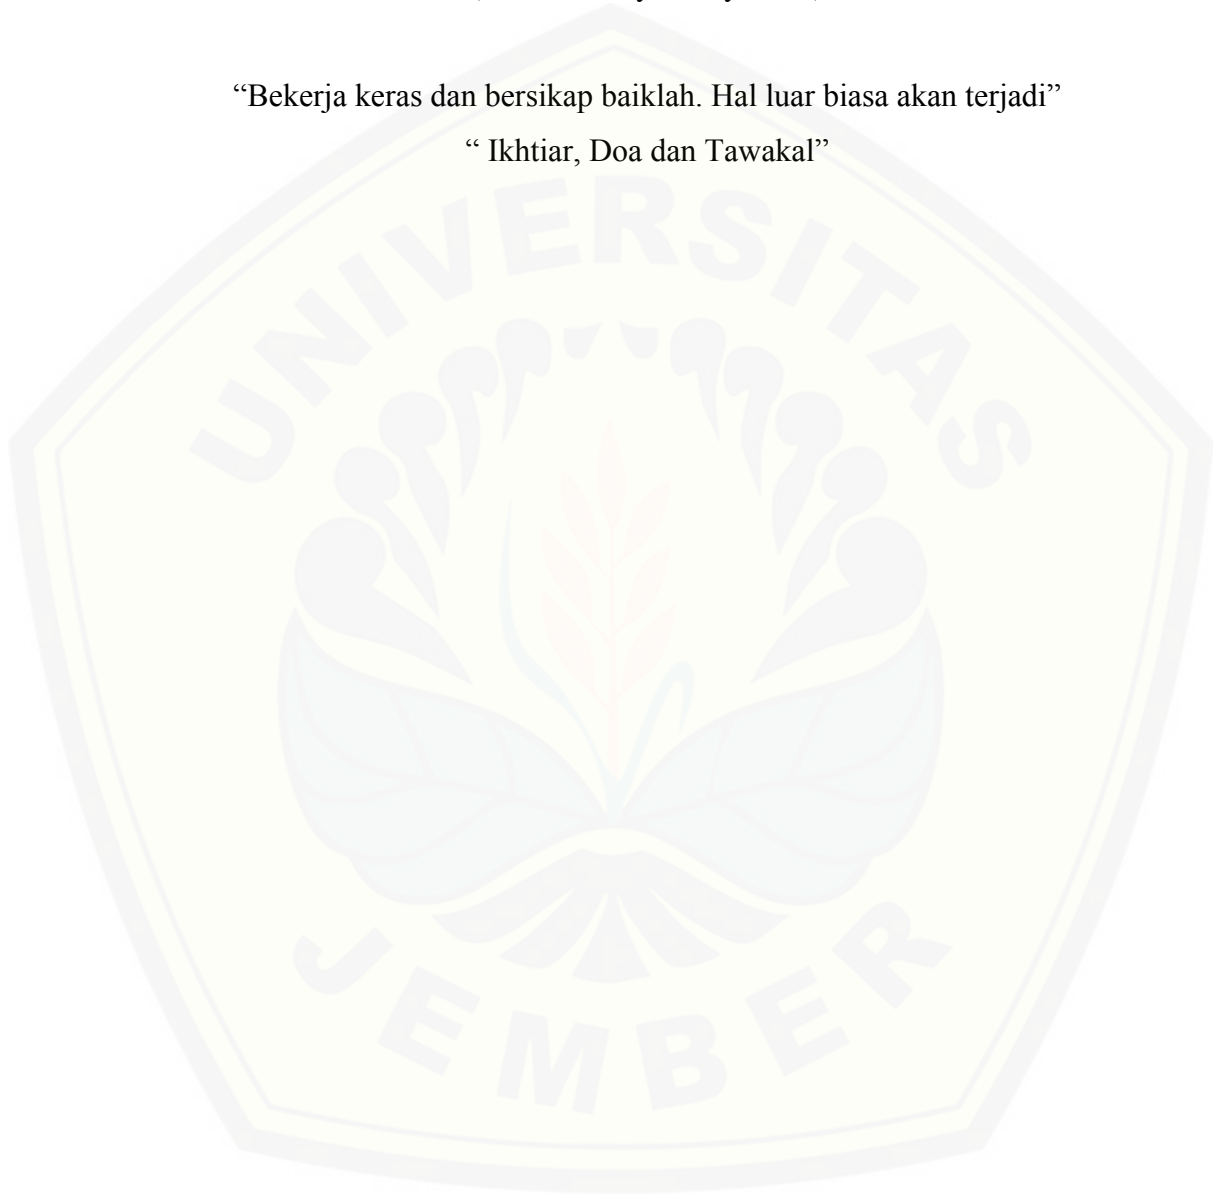 “Bekerja keras dan bersikap baiklah. Hal luar biasa akan terjadi”
“ Ikhtiar, Doa dan Tawakal”
UNIVERSITAS
JEMBER